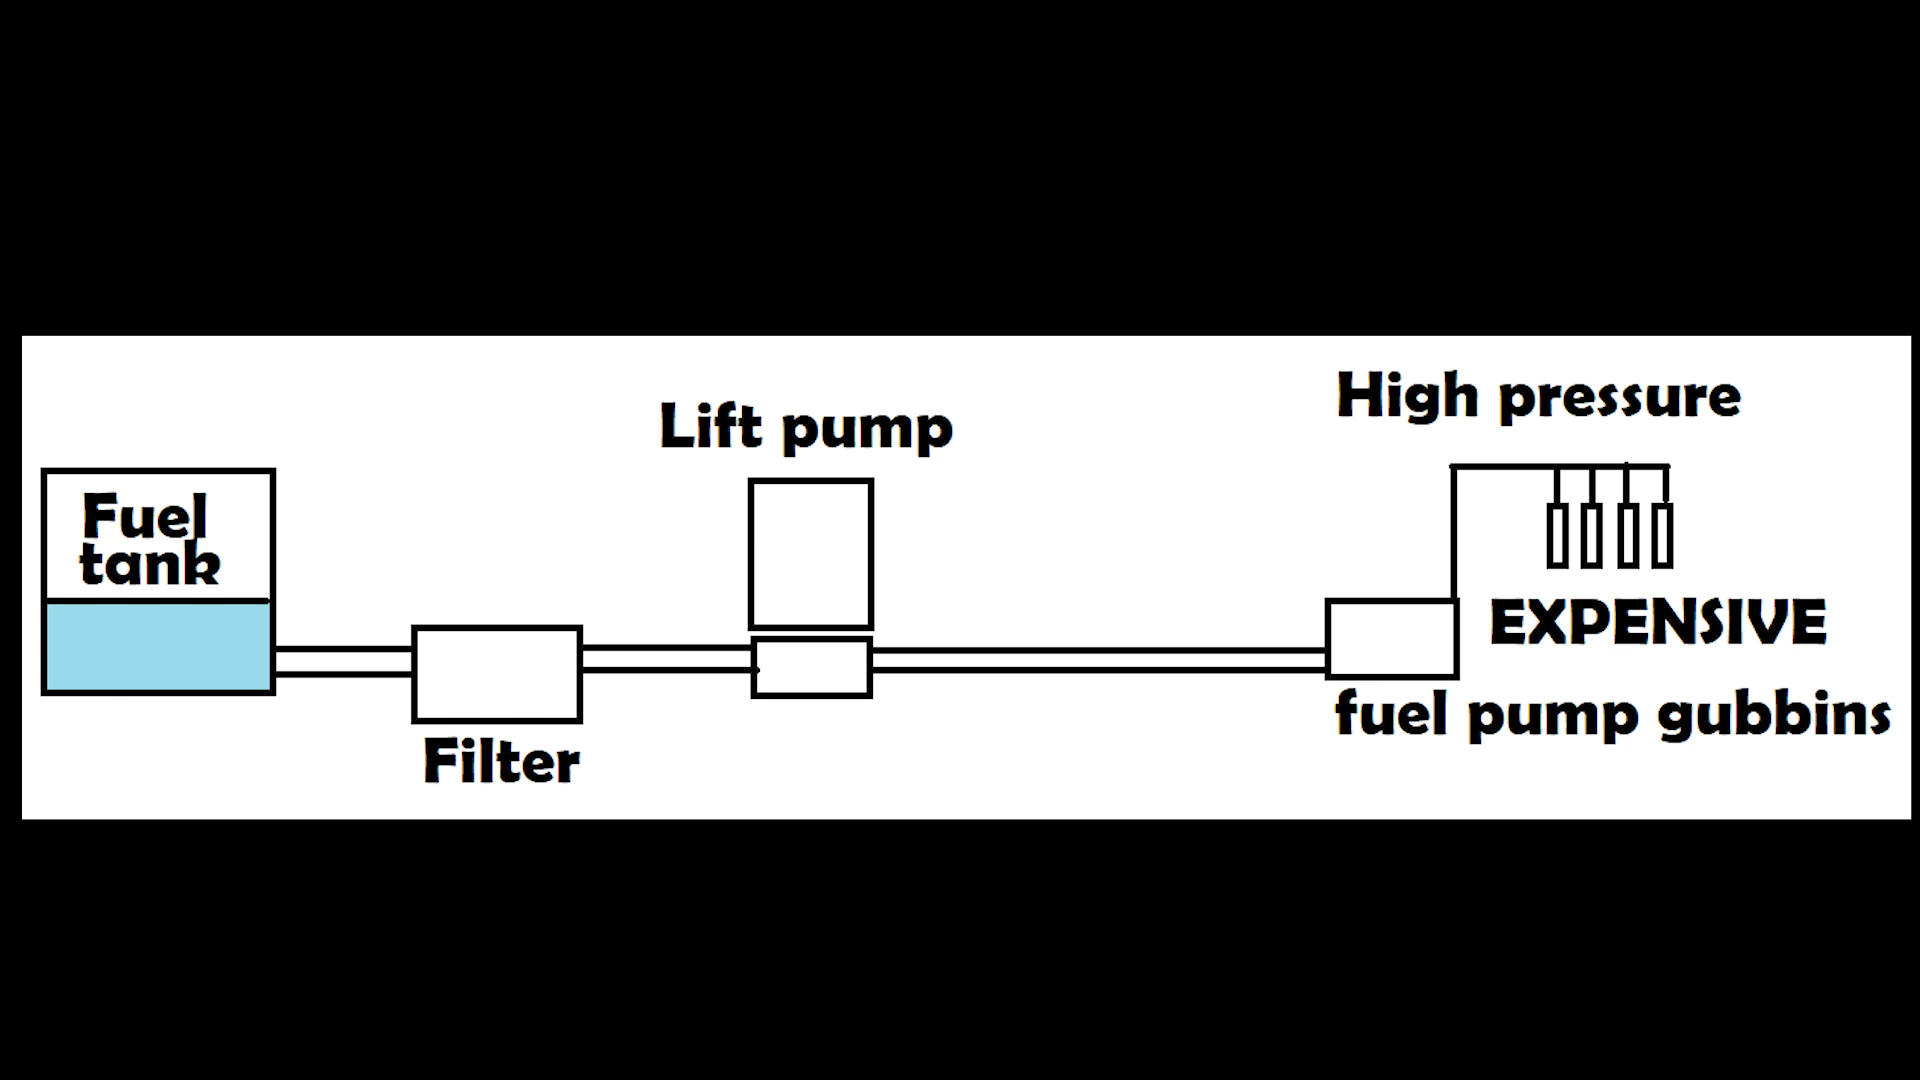 Fuel
tank
Filter
Lift pump
High pressure
EXPENSIVE
fuel pump gubbins